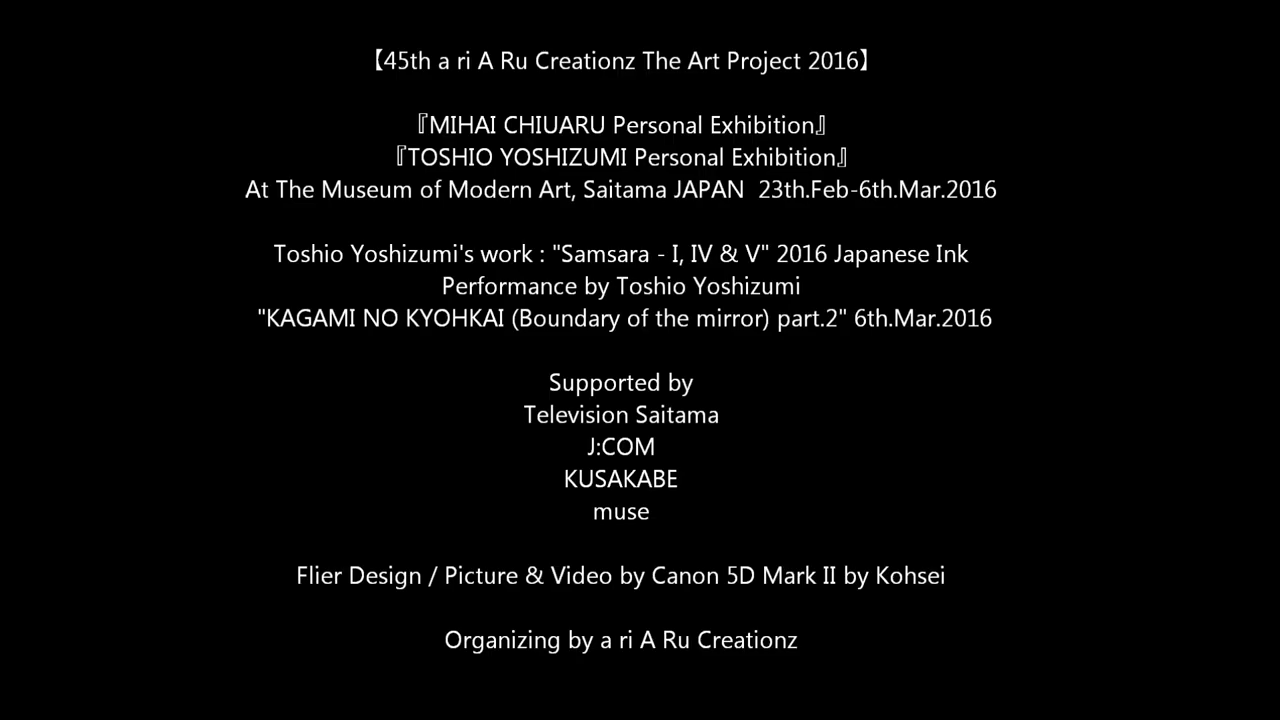 【45th a ri A Ru Creationz The Art Project 2016】
『MIHAI CHIUARU Personal Exhibition』
『TOSHIO YOSHIZUMI Personal Exhibition』
At The Museum of Modern Art, Saitama JAPAN  23th.Feb-6th.Mar.2016
Toshio Yoshizumi's work : "Samsara - I, IV & V" 2016 Japanese Ink
Performance by Toshio Yoshizumi
"KAGAMI NO KYOHKAI (Boundary of the mirror) part.2" 6th.Mar.2016
Supported by
Television Saitama
J:COM
KUSAKABE
muse
Flier Design / Picture & Video by Canon 5D Mark II by Kohsei
Organizing by a ri A Ru Creationz